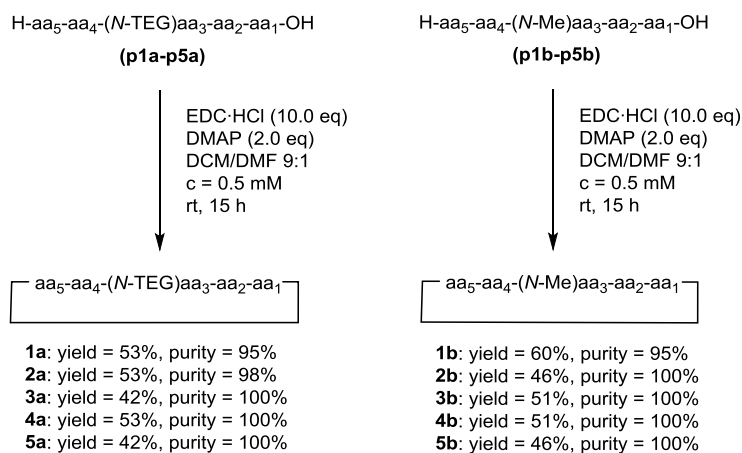 H-aa5-aa4-(N-TEG)aa3-aa2-aa1-OH
(p1a-p5a)
EDC·HCl (10.0 eq)
DMAP (2.0 eq)
DCM/DMF 9:1
c = 0.5 mM
rt, 15 h
aa5-aa4-(N-TEG)aa3-aa2-aa1
1a: yield = 53%, purity = 95%
2a: yield = 53%, purity = 98%
3a: yield = 42%, purity = 100%
4a: yield = 53%, purity = 100%
5a: yield = 42%, purity = 100%
H-aa5-aa4-(N-Me)aa3-aa2-aa1-OH
(p1b-p5b)
EDC·HCl (10.0 eq)
DMAP (2.0 eq)
DCM/DMF 9:1
c = 0.5 mM
rt, 15 h
aa5-aa4-(N-Me)aa3-aa2-aa1
1b: yield = 60%, purity = 95%
2b: yield = 46%, purity = 100%
3b: yield = 51%, purity = 100%
4b: yield = 51%, purity = 100%
5b: yield = 46%, purity = 100%